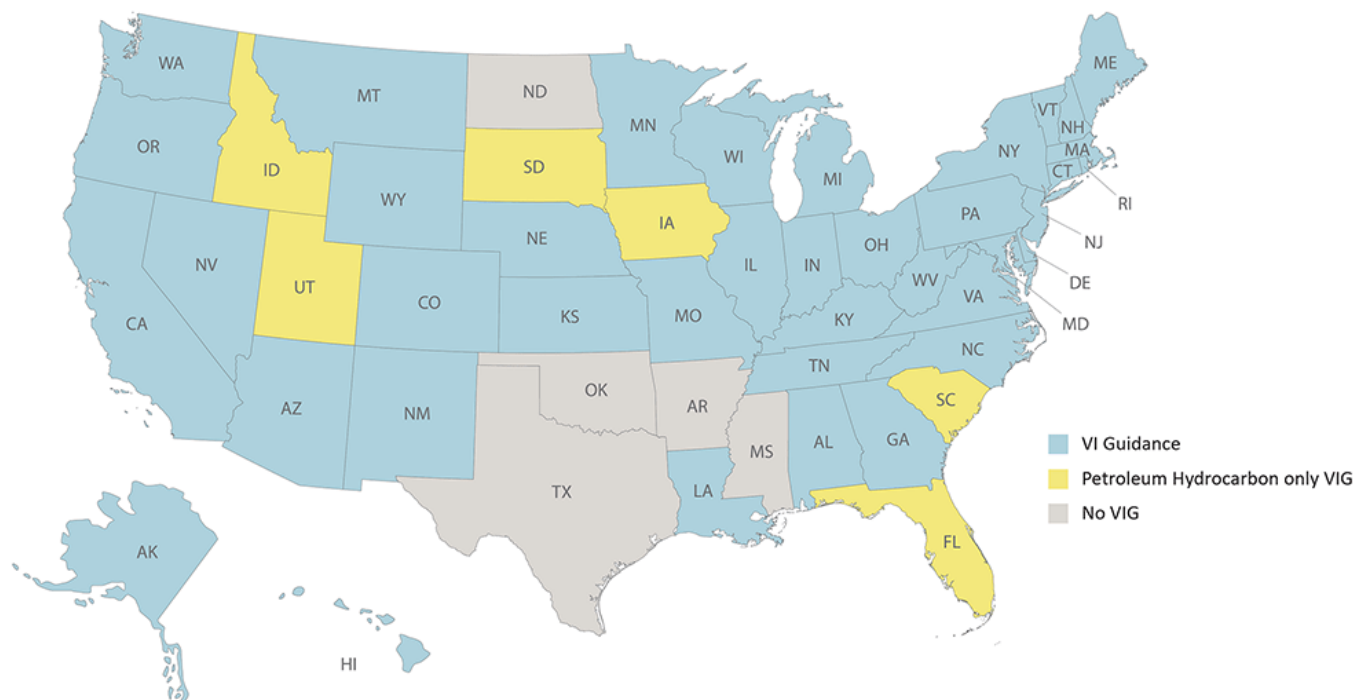 WA
MT
ND
MN
ME
VT
NH
OR
ID
SD
WI
MI
NY
MA
CT
RI
WY
IA
PA
NJ
NE
NV
UT
CO
IL
IN
OH
WV
DE
VA
MD
CA
KS
MO
KY
NC
TN
AZ
NM
OK
AR
SC
MS
AL
GA
TX
LA
FL
VI Guidance
Petroleum Hydrocarbon only VIG
No VIG
AK
HI